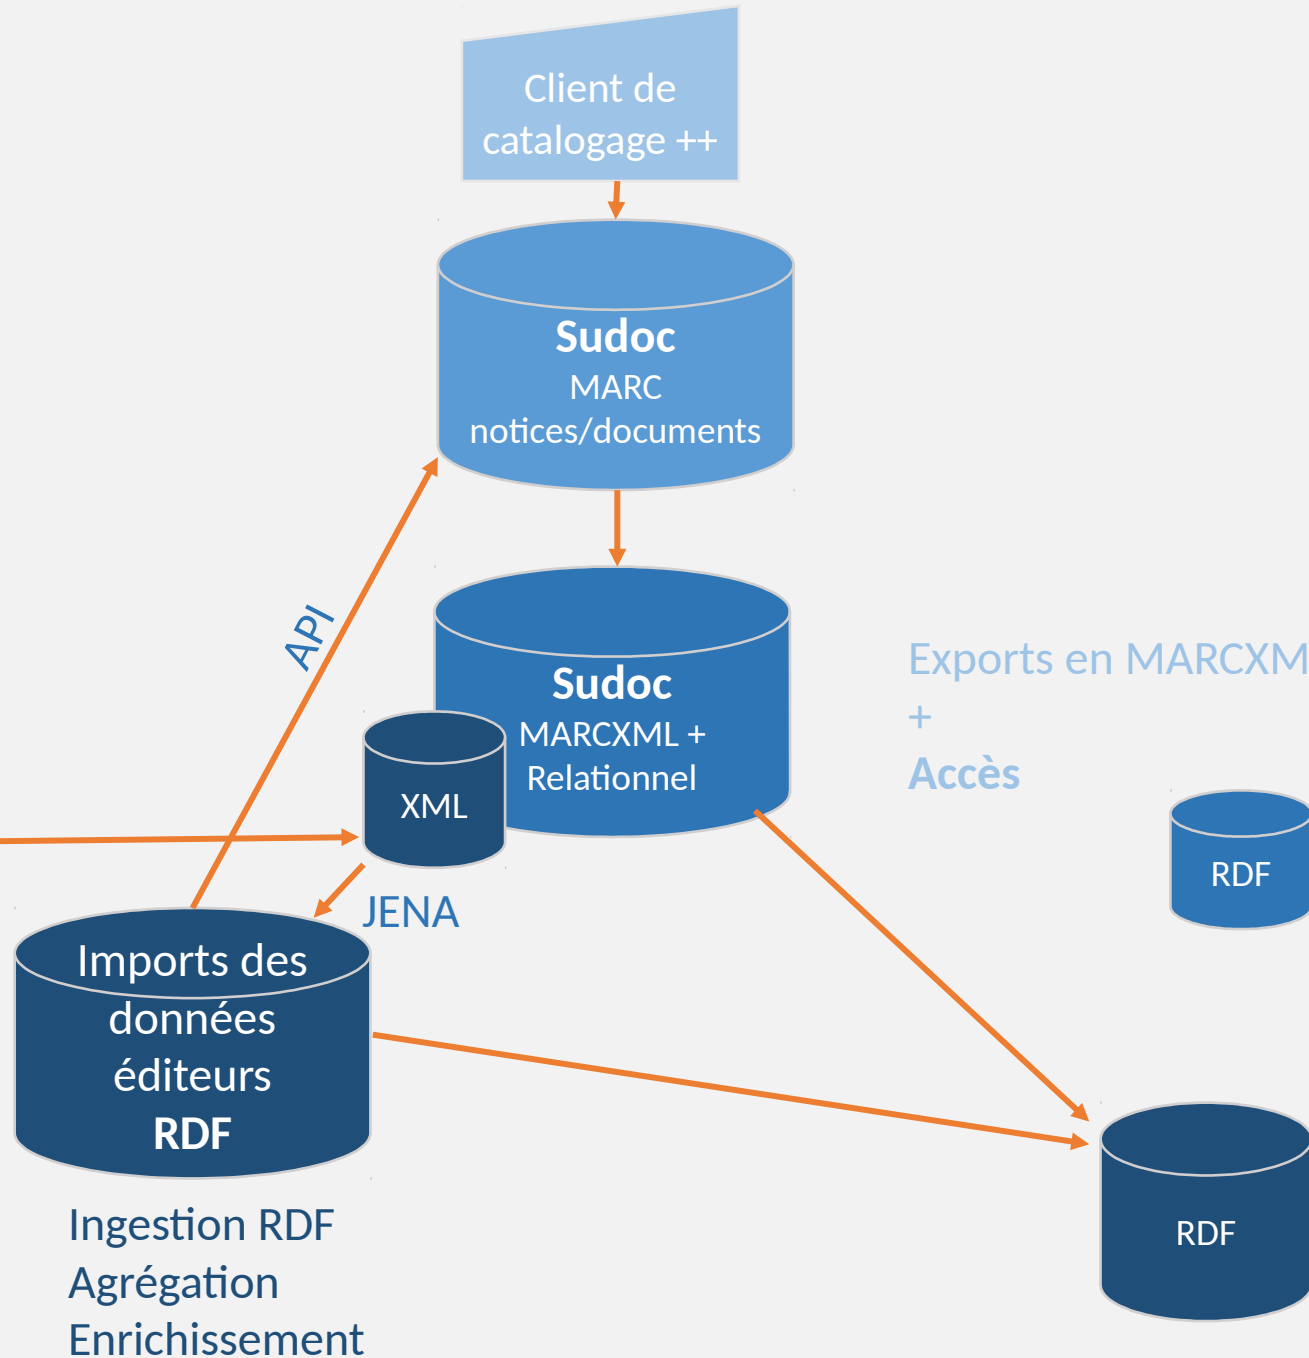 Client de
catalogage ++
Sudoc
MARC
notices/documents
API
Sudoc
MARCXML +
Relationnel
Exports en MARCXM
+
Accès
XML
RDF
JENA
Imports des
données
éditeurs
RDF
RDF
Ingestion RDF
Agrégation
Enrichissement